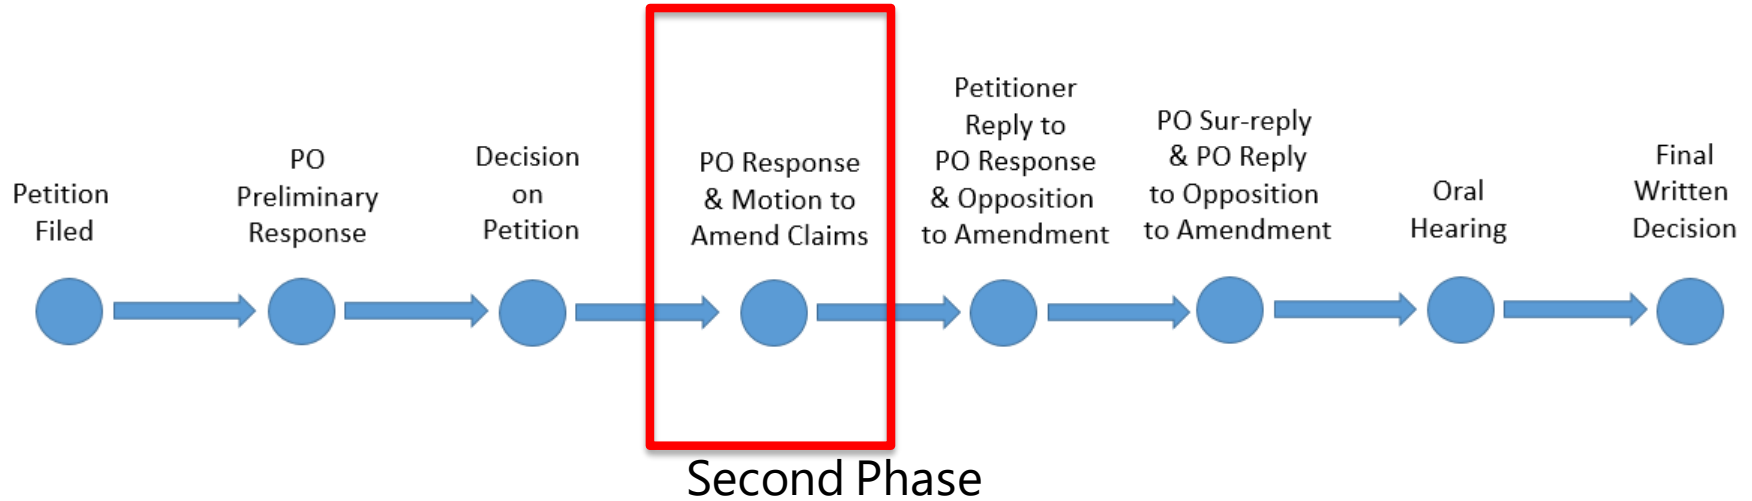 Petition
Filed
PO
Preliminary
Response
Decision
on
Petition
PO Response
& Motion to
Amend Claims
Petitioner
Reply to
PO Response
& Opposition
to Amendment
PO Sur-reply
& PO Reply
to Opposition
to Amendment
Oral
Hearing
Final
Written
Decision
Second Phase